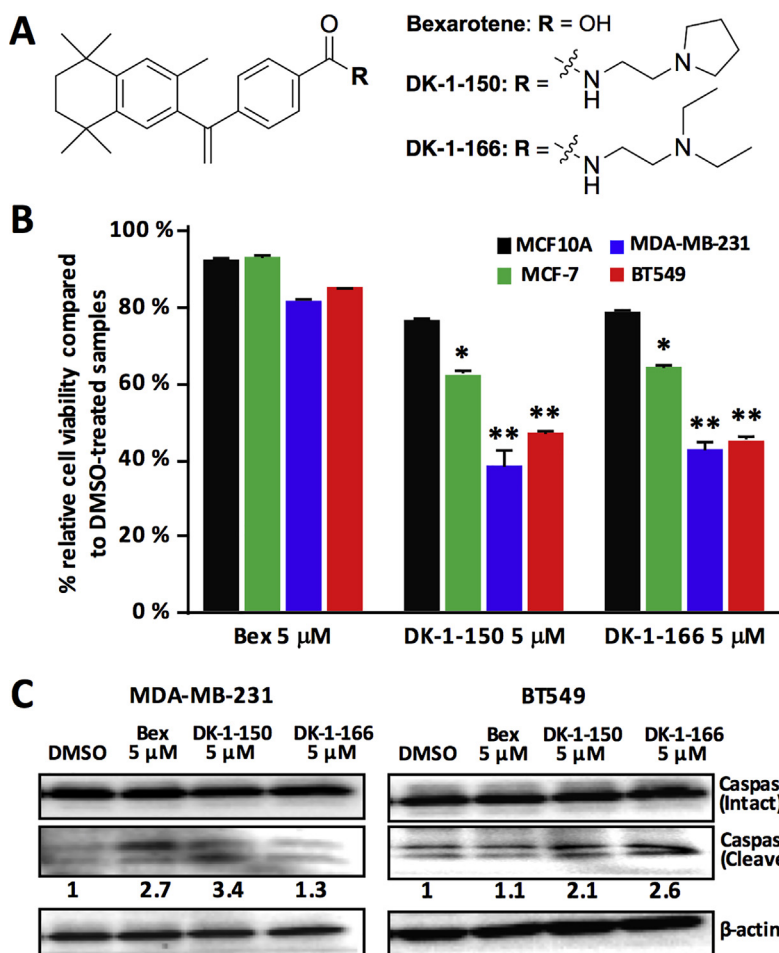 A
O
R
Bexarotene: R = OH
DK-1-150: R =
N
H
N
DK-1-166: R =
N
H
N
B
% relative cell viability compared
to DMSO-treated samples
100 %
80 %
60 %
40 %
20 %
0 %
MCF10A
MDA-MB-231
MCF-7
BT549
* ** **
* ** **
Bex 5 μM
DK-1-150 5 μM
DK-1-166 5 μM
C
MDA-MB-231
DMSO
Bex
5 μM
DK-1-150
5 μM
DK-1-166
5 μM
1 2.7 3.4 1.3
BT549
DMSO
Bex
5 μM
DK-1-150
5 μM
DK-1-166
5 μM
1 1.1 2.1 2.6
Caspas
(Intact)
Caspas
(Cleave
β-actin